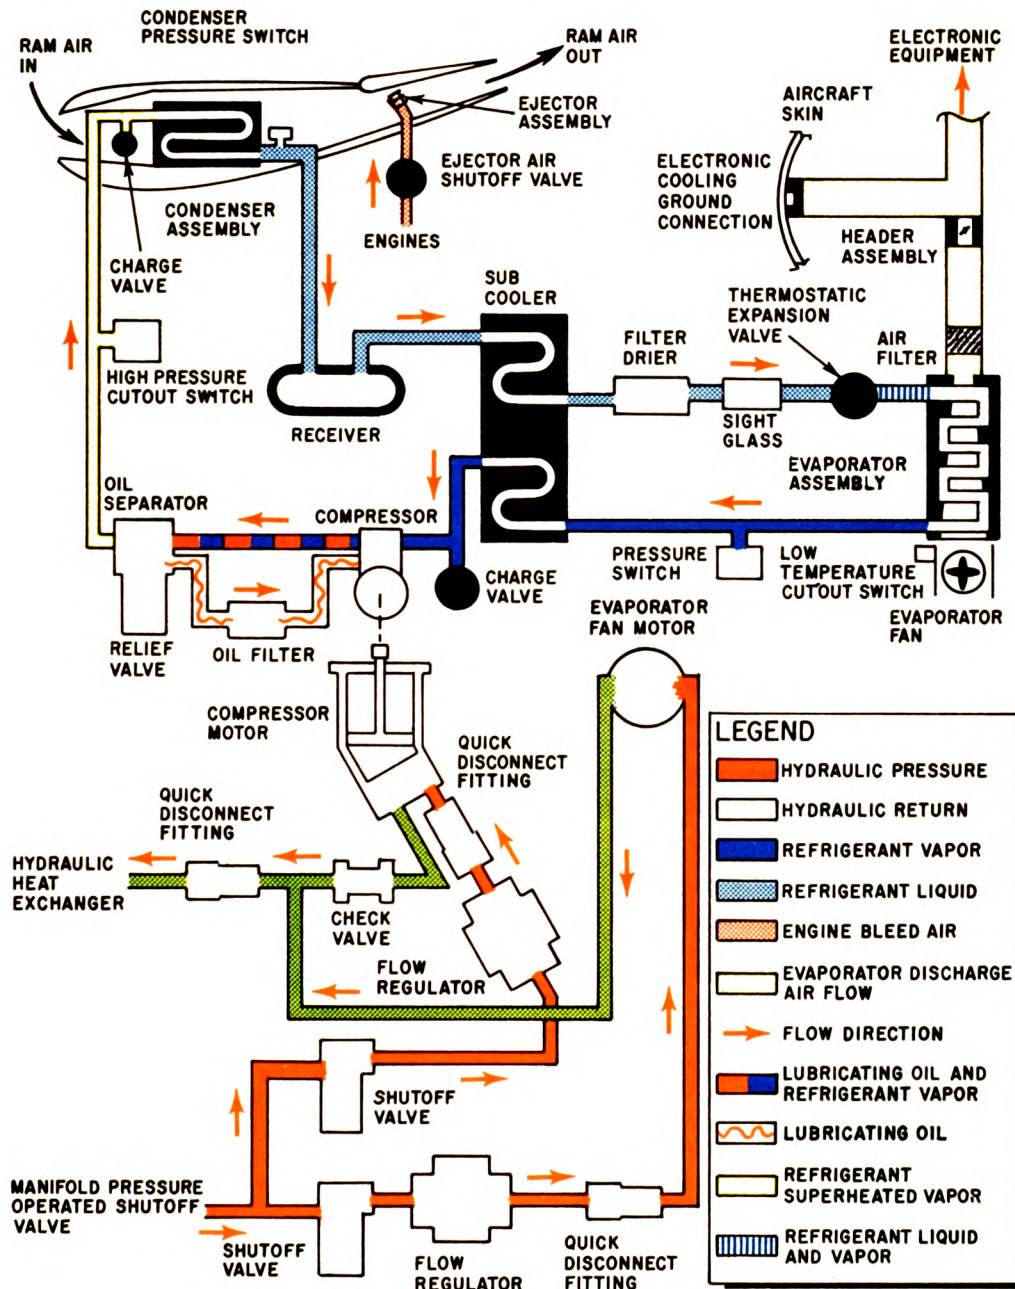 CONDENSER
PRESSURE SWITCH
RAM AIR
IN
RAM AIR
OUT
ELECTRONIC
EQUIPMENT
EJECTOR
ASSEMBLY
AIRCRAFT
SKIN
EJECTOR AIR
SHUTOFF VALVE
ELECTRONIC
COOLING
GROUND
CONNECTION
CONDENSER
ASSEMBLY
ENGINES
HEADER
ASSEMBLY
CHARGE
VALVE
SUB
COOLER
THERMOSTATIC
EXPANSION
VALVE
FILTER
DRIER
AIR
FILTER
HIGH PRESSURE
CUTOUT SWITCH
RECEIVER
SIGHT
GLASS
EVAPORATOR
ASSEMBLY
OIL
SEPARATOR
COMPRESSOR
PRESSURE
SWITCH
LOW
TEMPERATURE
CUTOUT SWITCH
CHARGE
VALVE
EVAPORATOR
FAN
RELIEF
VALVE
OIL FILTER
EVAPORATOR
FAN MOTOR
COMPRESSOR
MOTOR
QUICK
DISCONNECT
FITTING
QUICK
DISCONNECT
FITTING
HYDRAULIC
HEAT
EXCHANGER
CHECK
VALVE
FLOW
REGULATOR
SHUTOFF
VALVE
MANIFOLD PRESSURE
OPERATED SHUTOFF
VALVE
SHUTOFF
VALVE
FLOW
REGULATOR
QUICK
DISCONNECT
FITTING
LEGEND
HYDRAULIC PRESSURE
HYDRAULIC RETURN
REFRIGERANT VAPOR
REFRIGERANT LIQUID
ENGINE BLEED AIR
EVAPORATOR DISCHARGE
AIR FLOW
FLOW DIRECTION
LUBRICATING OIL AND
REFRIGERANT VAPOR
LUBRICATING OIL
REFRIGERANT
SUPERHEATED VAPOR
REFRIGERANT LIQUID
AND VAPOR